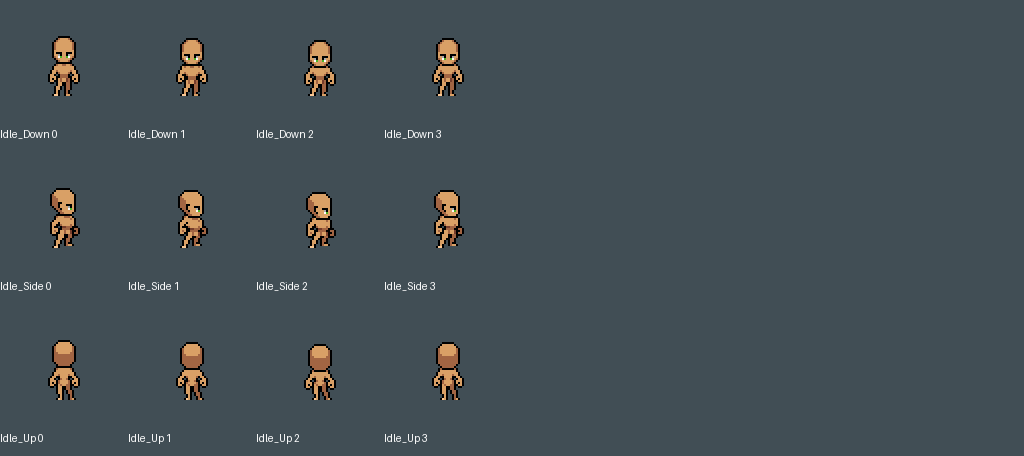 Idle_Down 0 Idle_Down 1 Idle_Down 2 Idle_Down 3
Idle_Side 0 Idle_Side 1 Idle_Side 2 Idle_Side 3
Idle_Up 0 Idle_Up 1 Idle_Up 2 Idle_Up 3